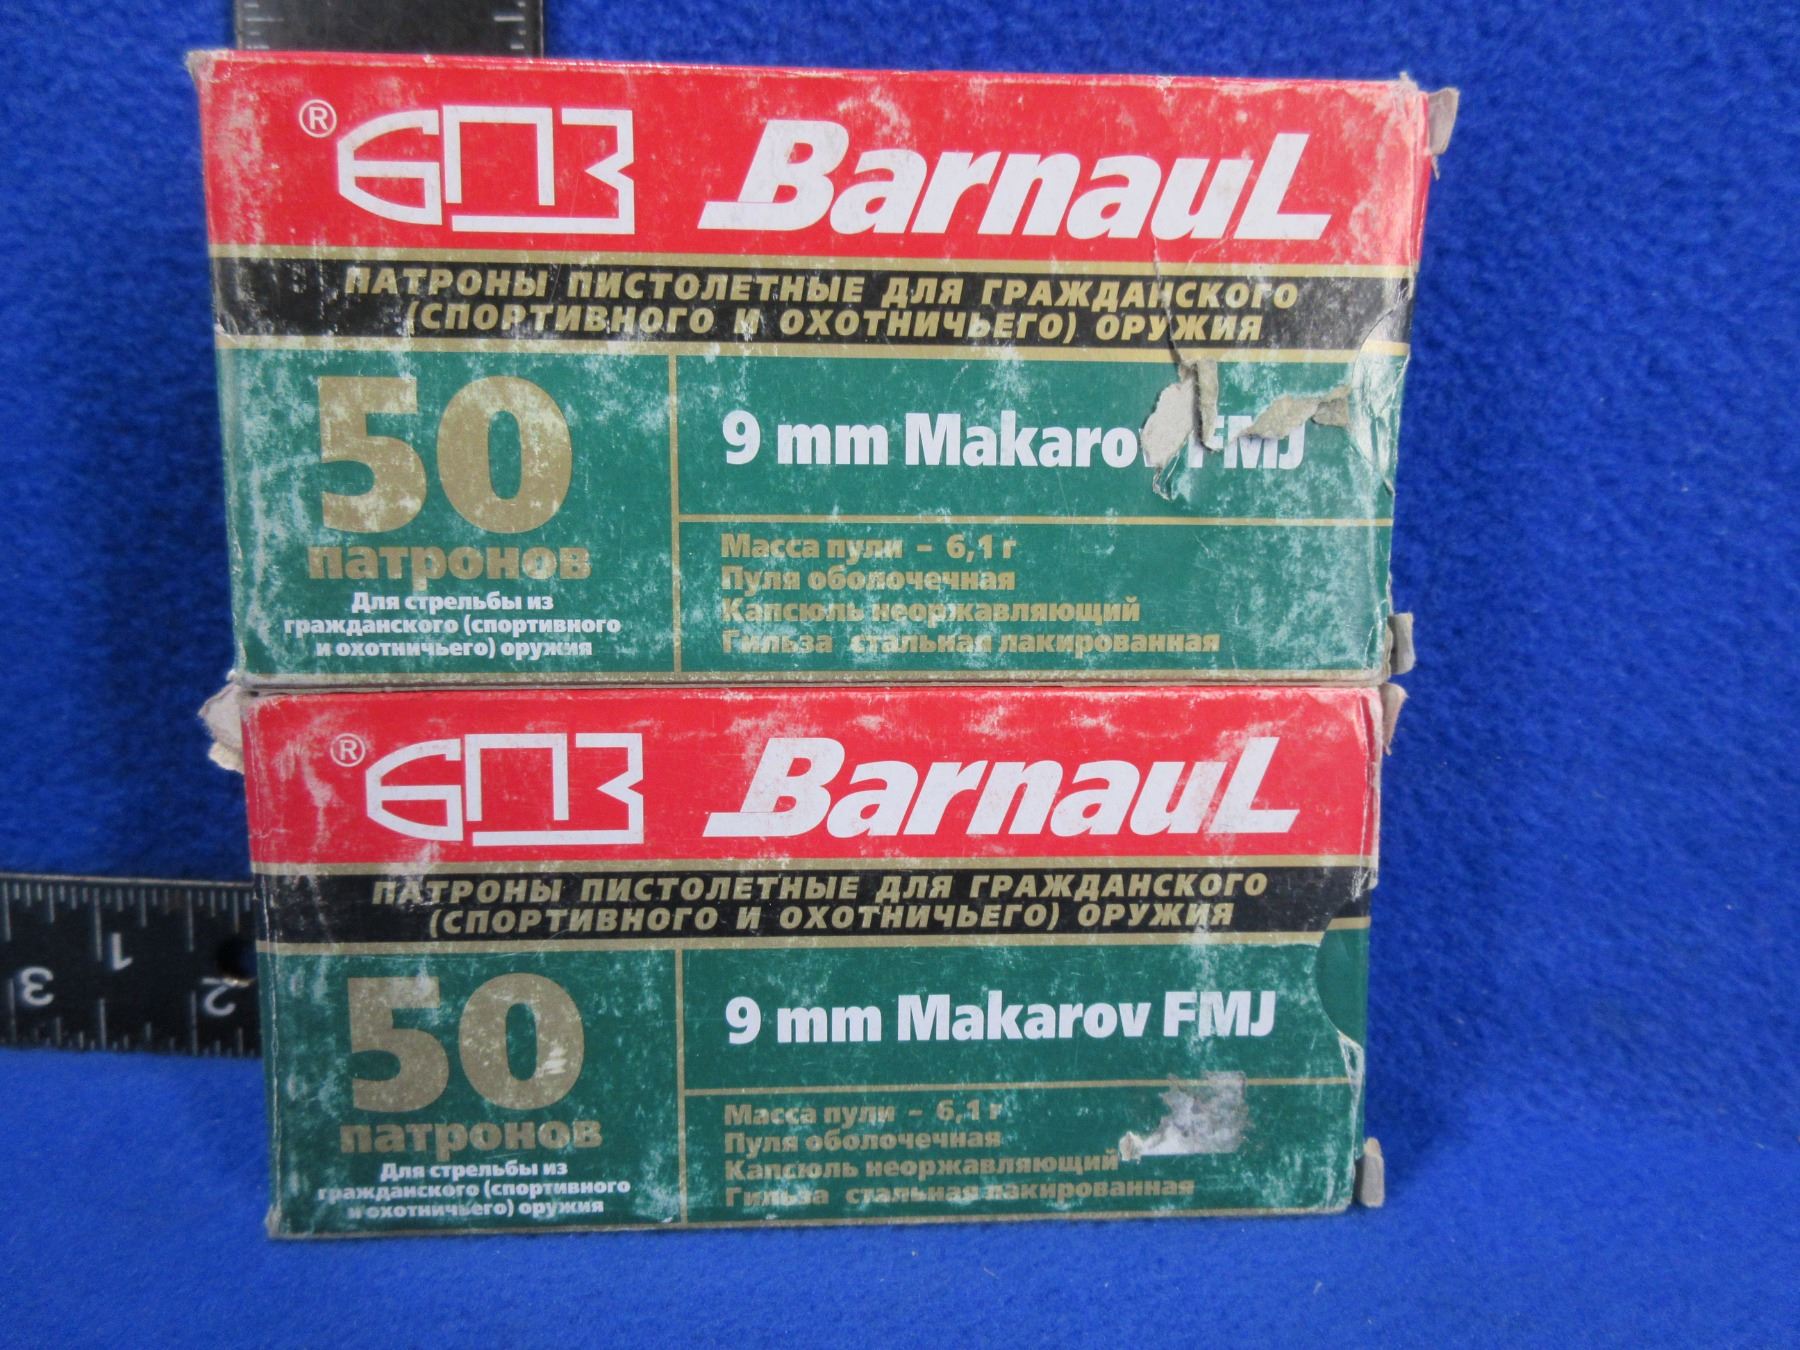 ® БПЗ Barnaul
ПАТРОНЫ ПИСТОЛЕТНЫЕ ДЛЯ ГРАЖДАНСКОГО
(СПОРТИВНОГО И ОХОТНИЧЬЕГО) ОРУЖИЯ
50
патронов
Для стрельбы из
гражданского (спортивного
и охотничьего) оружия
9 mm Makarov FMJ
Масса пули - 6,1 г
Пуля оболочечная
Капсюль неоржавляющий
Гильза стальная лакированная
® БПЗ Barnaul
ПАТРОНЫ ПИСТОЛЕТНЫЕ ДЛЯ ГРАЖДАНСКОГО
(СПОРТИВНОГО И ОХОТНИЧЬЕГО) ОРУЖИЯ
3 1 2
50
патронов
Для стрельбы из
гражданского (спортивного
и охотничьего) оружия
9 mm Makarov FMJ
Масса пули - 6,1 г
Пуля оболочечная
Капсюль неоржавляющий
Гильза стальная лакированная